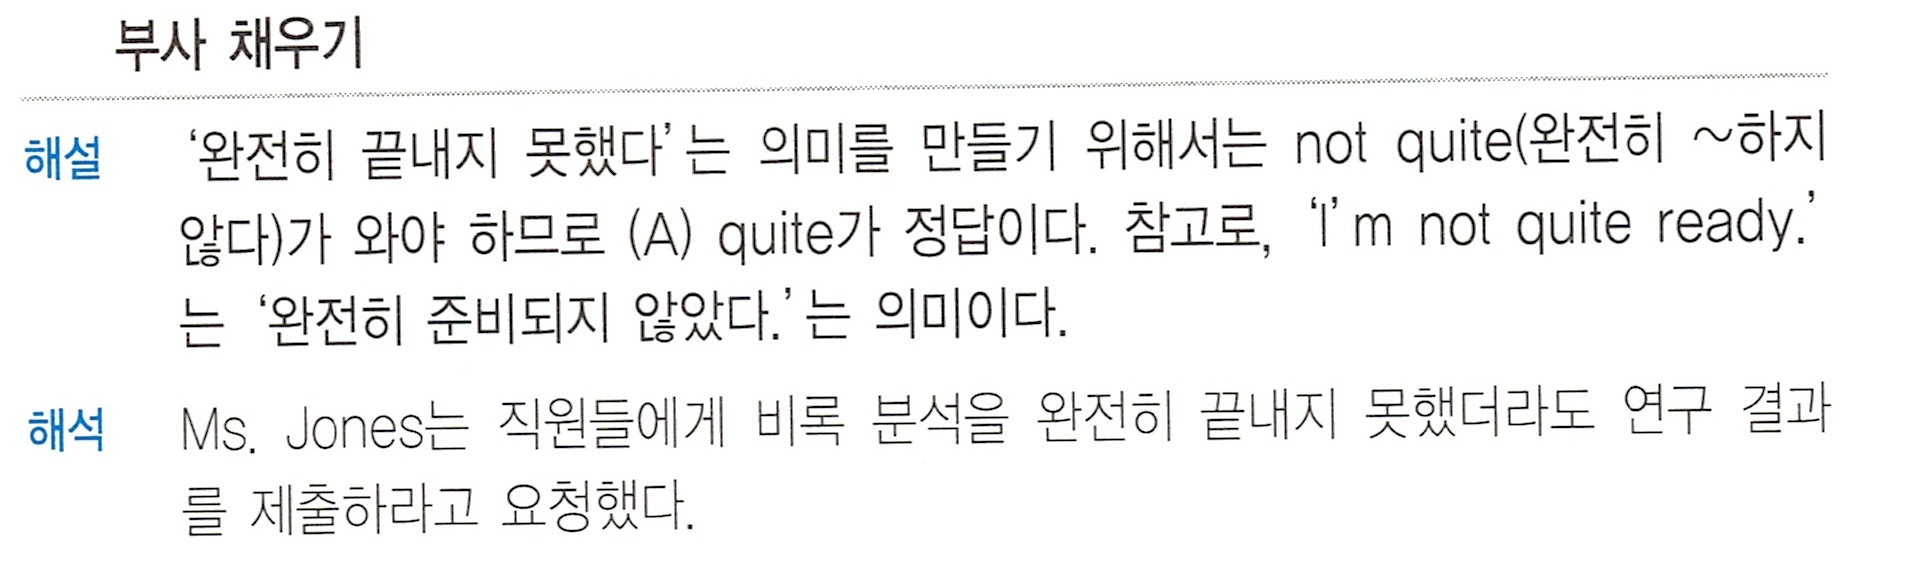 부사 채우기
해설 ‘완전히 끝내지 못했다’는 의미를 만들기 위해서는 not quite(완전히 ~하지
않다)가 와야 하므로 (A) quite가 정답이다. 참고로, ‘I’m not quite ready.’
는 ‘완전히 준비되지 않았다.’는 의미이다.
해석 Ms. Jones는 직원들에게 비록 분석을 완전히 끝내지 못했더라도 연구 결과
를 제출하라고 요청했다.